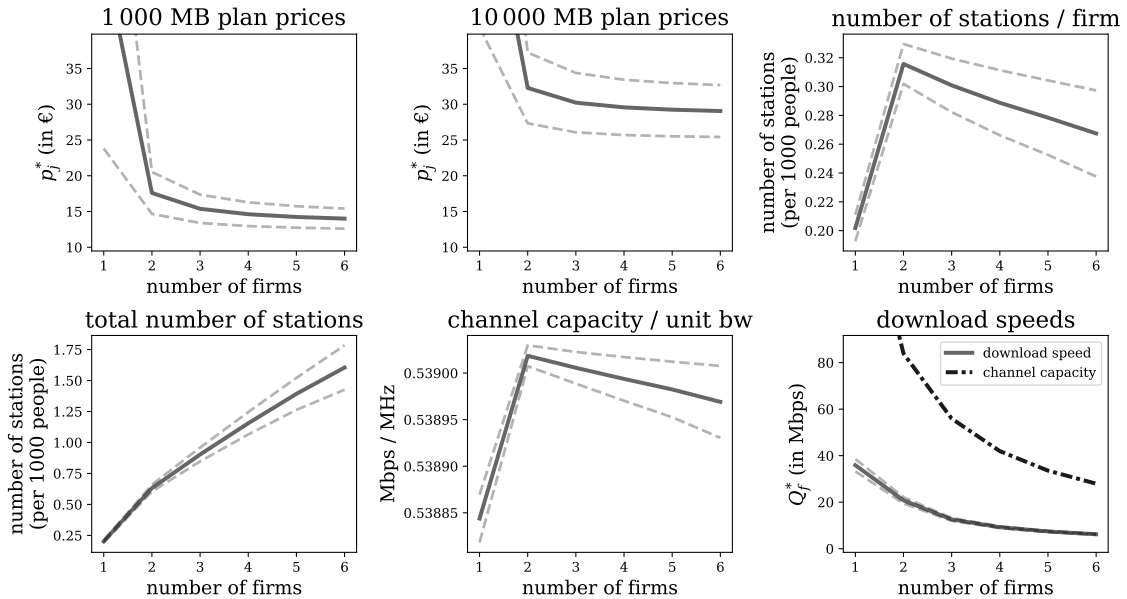 1 000 MB plan prices
p_j^* (in €)
35
30
25
20
15
10
1 2 3 4 5 6
number of firms
10 000 MB plan prices
p_j^* (in €)
35
30
25
20
15
10
1 2 3 4 5 6
number of firms
number of stations / firm
number of stations
(per 1000 people)
0.32
0.30
0.28
0.26
0.24
0.22
0.20
1 2 3 4 5 6
number of firms
total number of stations
number of stations
(per 1000 people)
1.75
1.50
1.25
1.00
0.75
0.50
0.25
1 2 3 4 5 6
number of firms
channel capacity / unit bw
Mbps / MHz
0.53900
0.53895
0.53890
0.53885
1 2 3 4 5 6
number of firms
download speeds
Q_f^* (in Mbps)
80
60
40
20
0
download speed
channel capacity
1 2 3 4 5 6
number of firms